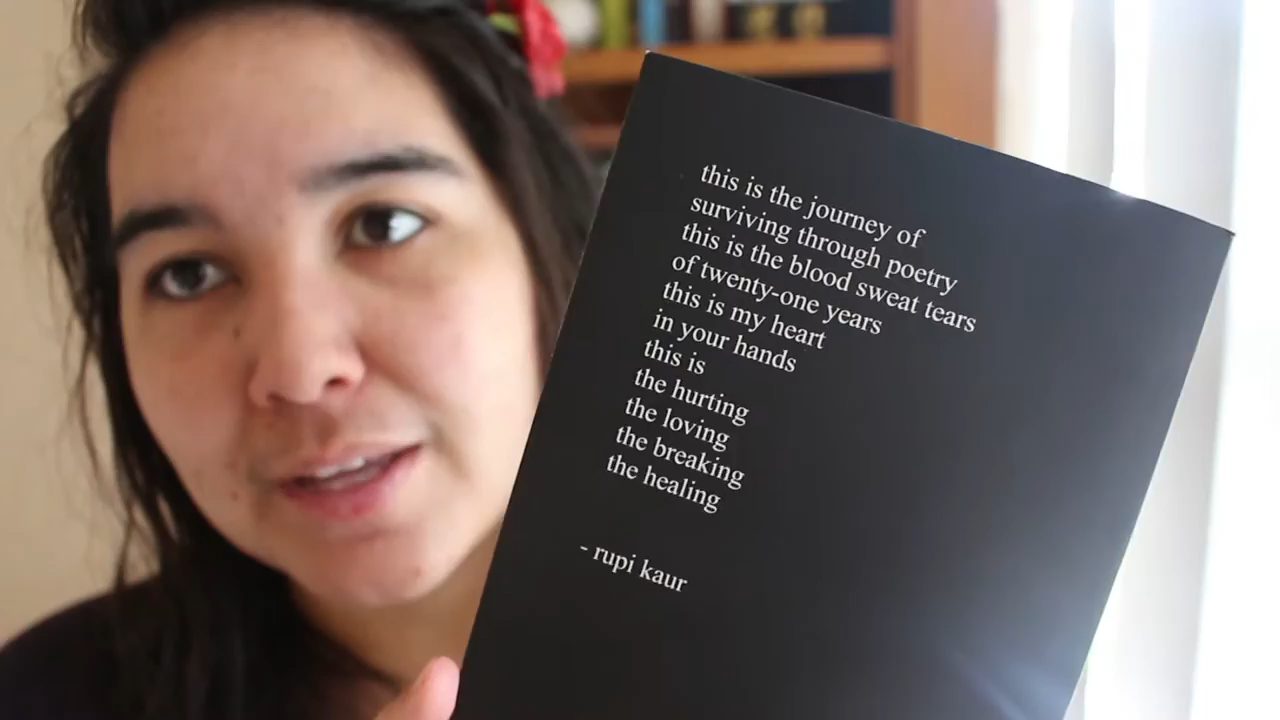 this is the journey of
surviving through poetry
this is the blood sweat tears
of twenty-one years
this is my heart
in your hands
this is
the hurting
the loving
the breaking
the healing
- rupi kaur